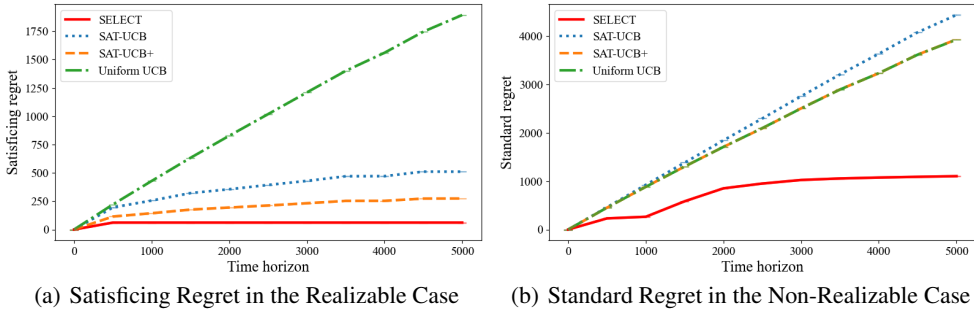 SELECT
SAT-UCB
SAT-UCB+
Uniform UCB
Satisficing regret
1750
1500
1250
1000
750
500
250
0
0 1000 2000 3000 4000 5000
Time horizon
(a) Satisficing Regret in the Realizable Case
SELECT
SAT-UCB
SAT-UCB+
Uniform UCB
Standard regret
4000
3000
2000
1000
0
0 1000 2000 3000 4000 5000
Time horizon
(b) Standard Regret in the Non-Realizable Case